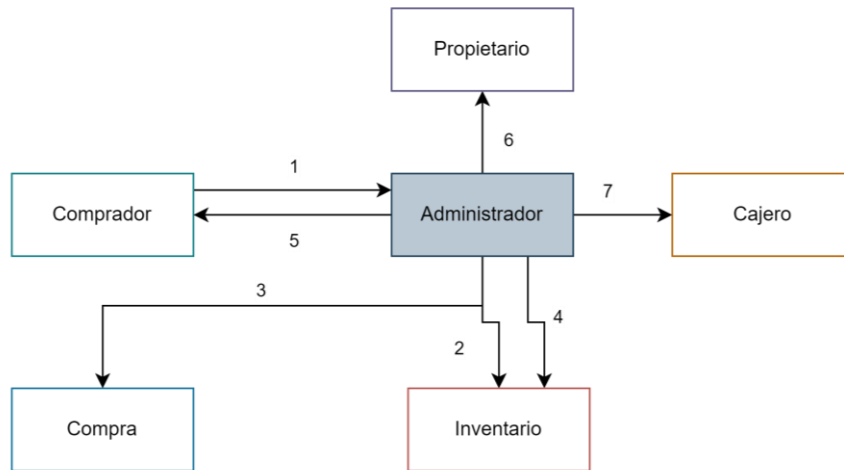 Propietario
6
1
7
Comprador
Administrador
Cajero
5
3
4
2
Compra
Inventario